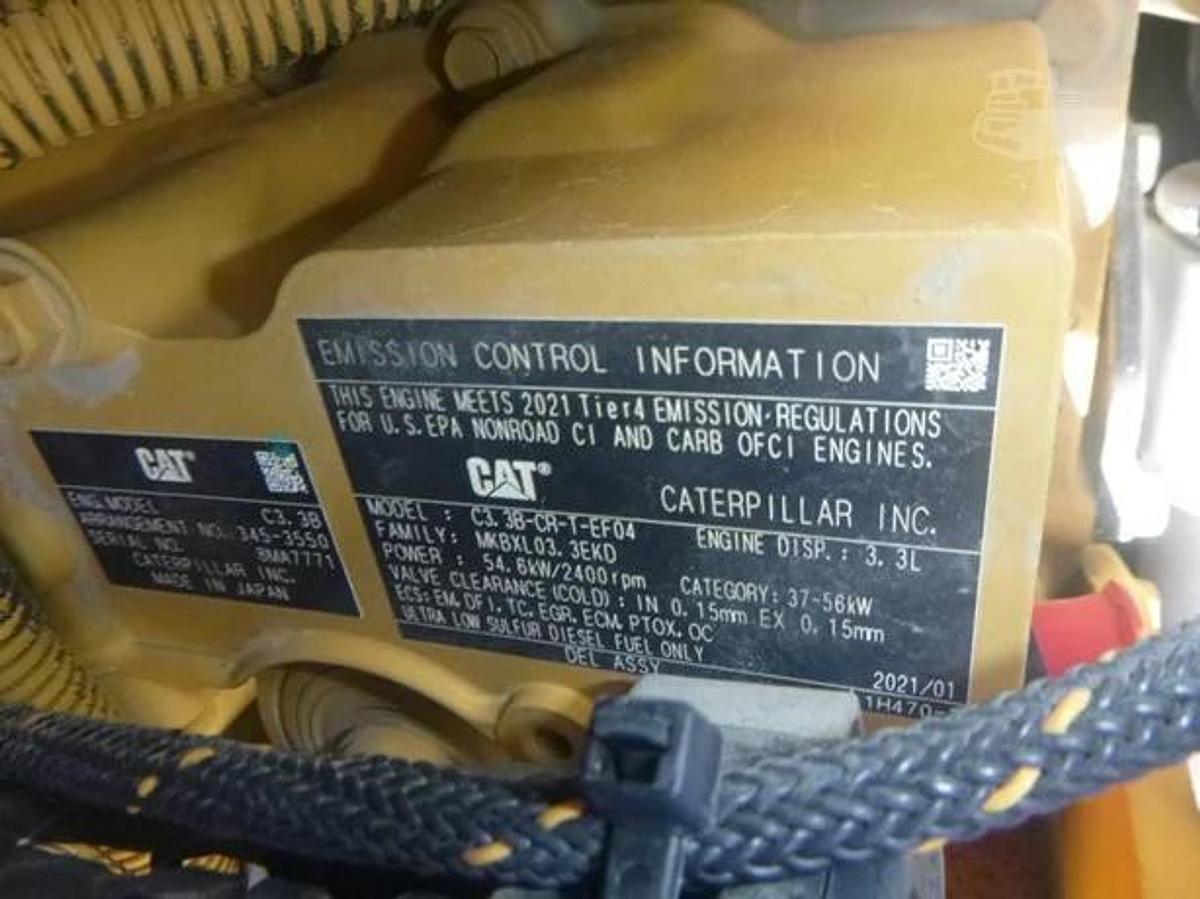 EMISSION CONTROL INFORMATION
THIS ENGINE MEETS 2021 Tier4 EMISSION REGULATIONS
FOR U.S. EPA NONROAD CI AND CARB OFCI ENGINES.
CAT® CATERPILLAR INC.
MODEL : C3.3B-CR-T-EF04 ENGINE DISP.: 3.3L
FAMILY: MKBXL03.3EKD
POWER : 54.6kW/2400rpm CATEGORY: 37-56kW
VALVE CLEARANCE (COLD) : IN 0.15mm EX 0.15mm
ECS: EM, DFI, TC, EGR, ECM, PTOX, OC
ULTRA LOW SULFUR DIESEL FUEL ONLY
DEL ASSY 2021/01
1H470-
CAT®
ENG. MODEL C3.3B
ARRANGEMENT NO. 345-3550
SERIAL NO. 8MA7771
CATERPILLAR INC.
MADE IN JAPAN